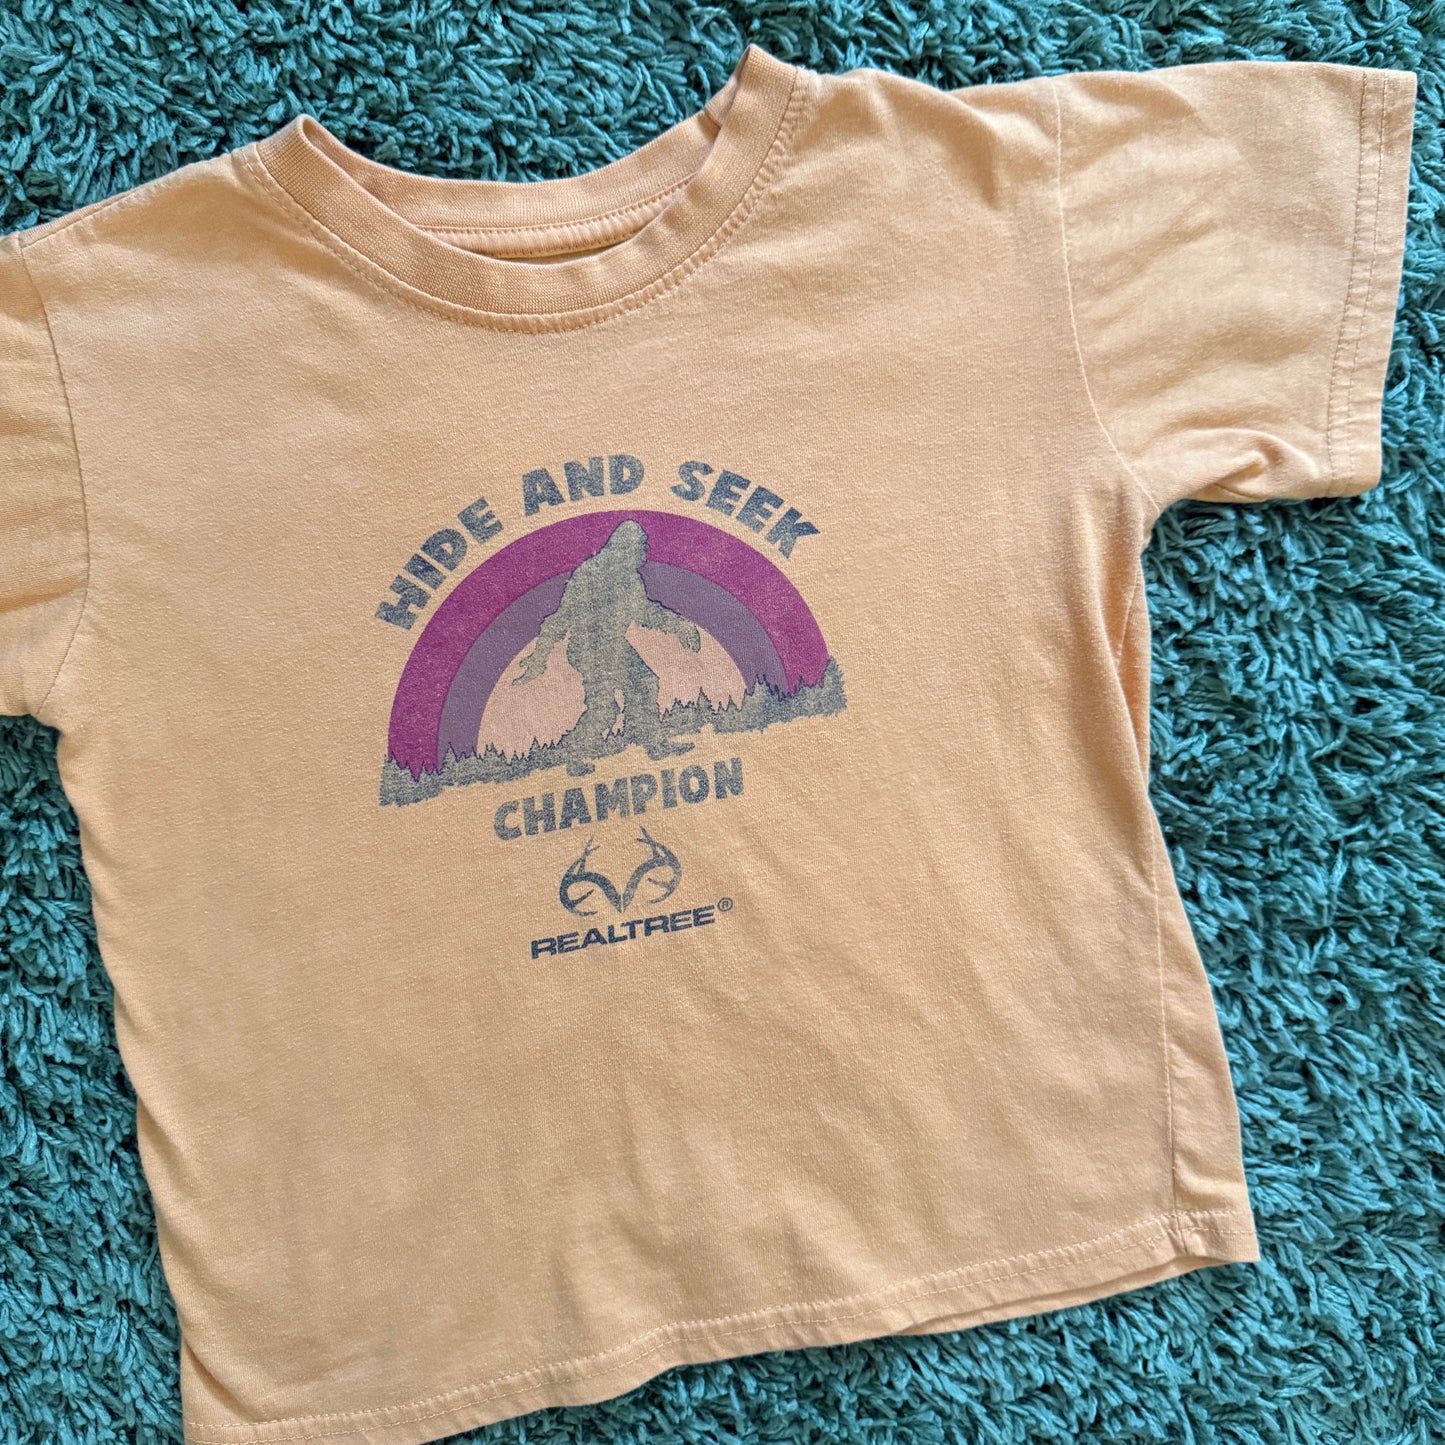 HIDE AND SEEK
CHAMPION
REALTREE®